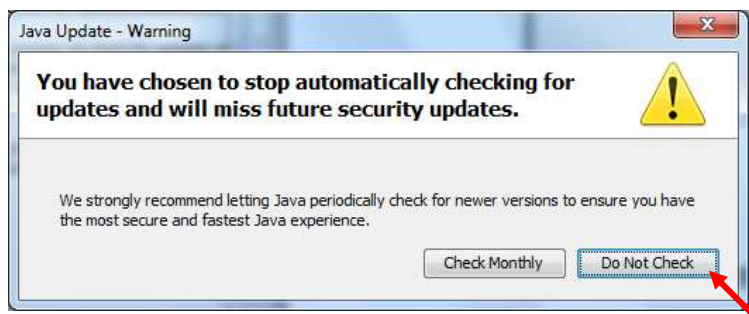 Java Update - Warning
You have chosen to stop automatically checking for
updates and will miss future security updates.
We strongly recommend letting Java periodically check for newer versions to ensure you have
the most secure and fastest Java experience.
Check Monthly
Do Not Check